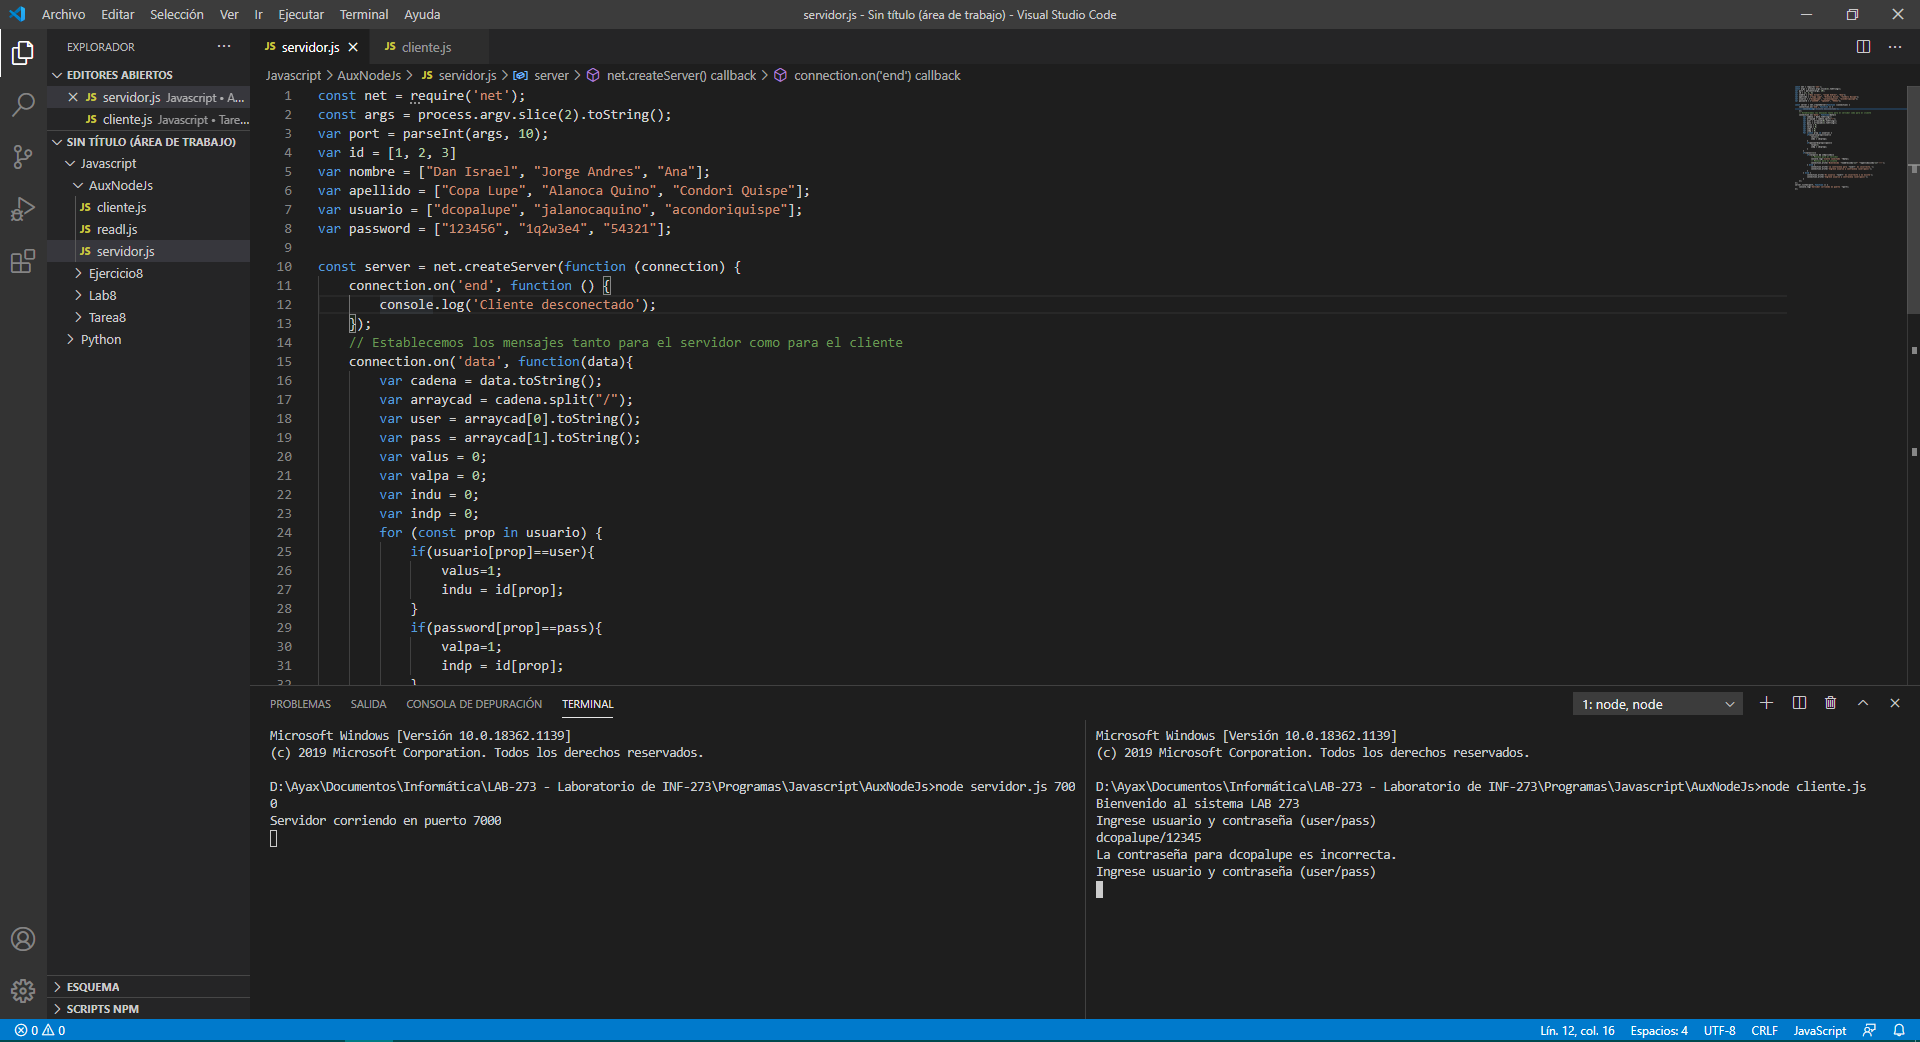 Archivo Editar Selección Ver Ir Ejecutar Terminal Ayuda
servidor.js - Sin título (área de trabajo) - Visual Studio Code
EXPLORADOR
EDITORES ABIERTOS
JS servidor.js Javascript • A...
JS cliente.js Javascript • Tare...
SIN TÍTULO (ÁREA DE TRABAJO)
Javascript
AuxNodeJs
JS cliente.js
JS readl.js
JS servidor.js
Ejercicio8
Lab8
Tarea8
Python
ESQUEMA
SCRIPTS NPM
JS servidor.js
JS cliente.js
Javascript > AuxNodeJs > JS servidor.js > server > net.createServer() callback > connection.on('end') callback
1 const net = require('net');
2 const args = process.argv.slice(2).toString();
3 var port = parseInt(args, 10);
4 var id = [1, 2, 3]
5 var nombre = ["Dan Israel", "Jorge Andres", "Ana"];
6 var apellido = ["Copa Lupe", "Alanoca Quino", "Condori Quispe"];
7 var usuario = ["dcopalupe", "jalanocaquino", "acondoriquispe"];
8 var password = ["123456", "1q2w3e4", "54321"];
9
10 const server = net.createServer(function (connection) {
11 connection.on('end', function () {
12 console.log('Cliente desconectado');
13 });
14 // Establecemos los mensajes tanto para el servidor como para el cliente
15 connection.on('data', function(data){
16 var cadena = data.toString();
17 var arraycad = cadena.split("/");
18 var user = arraycad[0].toString();
19 var pass = arraycad[1].toString();
20 var valus = 0;
21 var valpa = 0;
22 var indu = 0;
23 var indp = 0;
24 for (const prop in usuario) {
25 if(usuario[prop]==user){
26 valus=1;
27 indu = id[prop];
28 }
29 if(password[prop]==pass){
30 valpa=1;
31 indp = id[prop];
32 }
PROBLEMAS SALIDA CONSOLA DE DEPURACIÓN TERMINAL
1: node, node
Microsoft Windows [Versión 10.0.18362.1139]
(c) 2019 Microsoft Corporation. Todos los derechos reservados.
D:\Ayax\Documentos\Informática\LAB-273 - Laboratorio de INF-273\Programas\Javascript\AuxNodeJs>node servidor.js 700
0
Servidor corriendo en puerto 7000
Microsoft Windows [Versión 10.0.18362.1139]
(c) 2019 Microsoft Corporation. Todos los derechos reservados.
D:\Ayax\Documentos\Informática\LAB-273 - Laboratorio de INF-273\Programas\Javascript\AuxNodeJs>node cliente.js
Bienvenido al sistema LAB 273
Ingrese usuario y contraseña (user/pass)
dcopalupe/12345
La contraseña para dcopalupe es incorrecta.
Ingrese usuario y contraseña (user/pass)
0 0
Lín. 12, col. 16 Espacios: 4 UTF-8 CRLF JavaScript